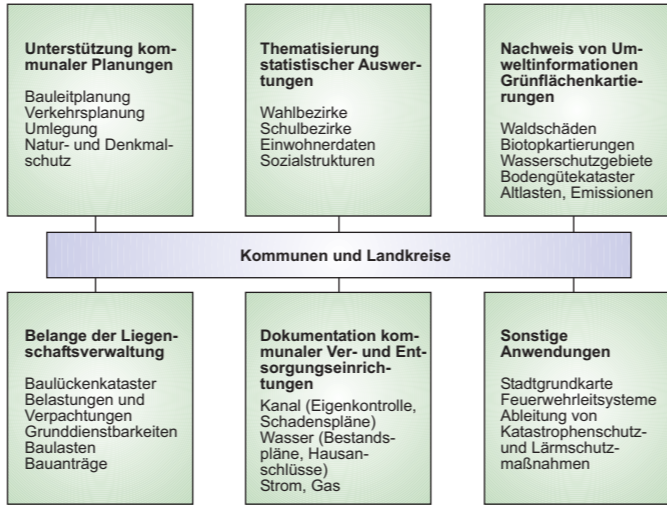 Unterstützung kom-
munaler Planungen
Bauleitplanung
Verkehrsplanung
Umlegung
Natur- und Denkmal-
schutz
Thematisierung
statistischer Auswer-
tungen
Wahlbezirke
Schulbezirke
Einwohnerdaten
Sozialstrukturen
Nachweis von Um-
weltinformationen
Grünflächenkartie-
rungen
Waldschäden
Biotopkartierungen
Wasserschutzgebiete
Bodengütekataster
Altlasten, Emissionen
Kommunen und Landkreise
Belange der Liegen-
schaftsverwaltung
Baulückenkataster
Belastungen und
Verpachtungen
Grunddienstbarkeiten
Baulasten
Bauanträge
Dokumentation kom-
munaler Ver- und Ent-
sorgungseinrich-
tungen
Kanal (Eigenkontrolle,
Schadenspläne)
Wasser (Bestands-
pläne, Hausan-
schlüsse)
Strom, Gas
Sonstige
Anwendungen
Stadtgrundkarte
Feuerwehrleitsysteme
Ableitung von
Katastrophenschutz-
und Lärmschutz-
maßnahmen